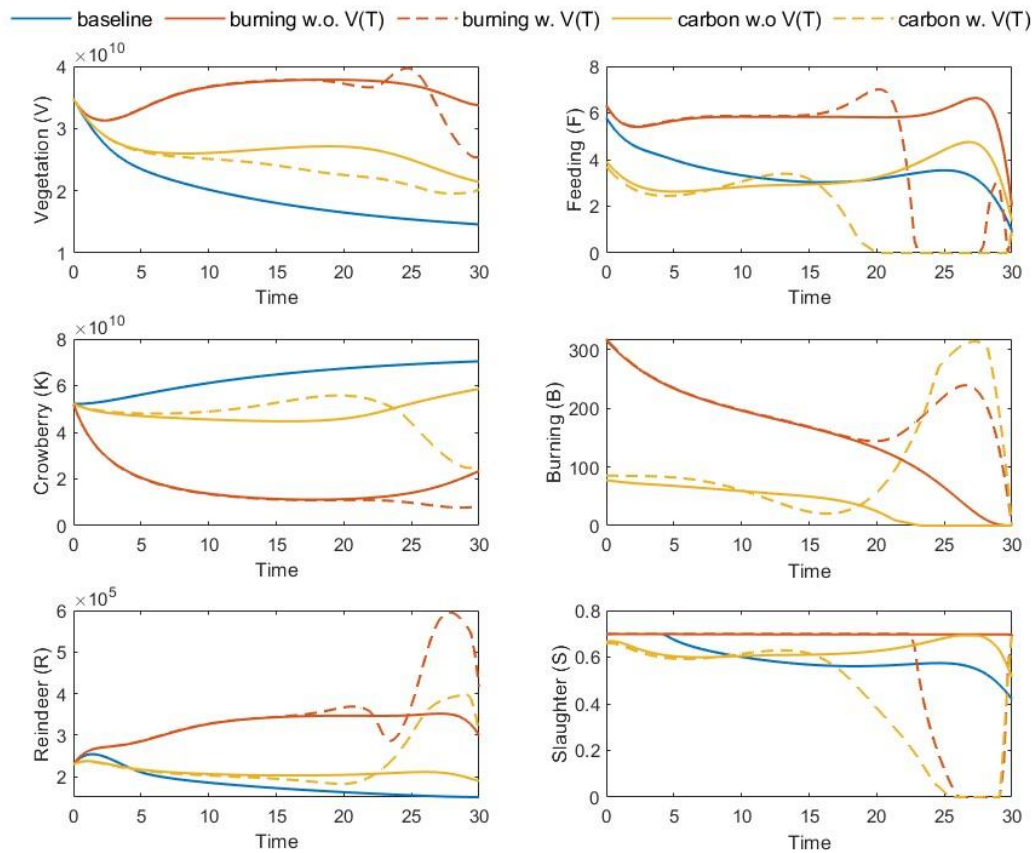 baseline burning w.o. V(T) burning w. V(T) carbon w.o V(T) carbon w. V(T)
×10^10
Vegetation (V)
4
3
2
1
0 5 10 15 20 25 30
Time
Feeding (F)
8
6
4
2
0
0 5 10 15 20 25 30
Time
×10^10
Crowberry (K)
8
6
4
2
0
0 5 10 15 20 25 30
Time
Burning (B)
300
200
100
0
0 5 10 15 20 25 30
Time
×10^5
Reindeer (R)
6
5
4
3
2
0 5 10 15 20 25 30
Time
Slaughter (S)
0.8
0.6
0.4
0.2
0
0 5 10 15 20 25 30
Time